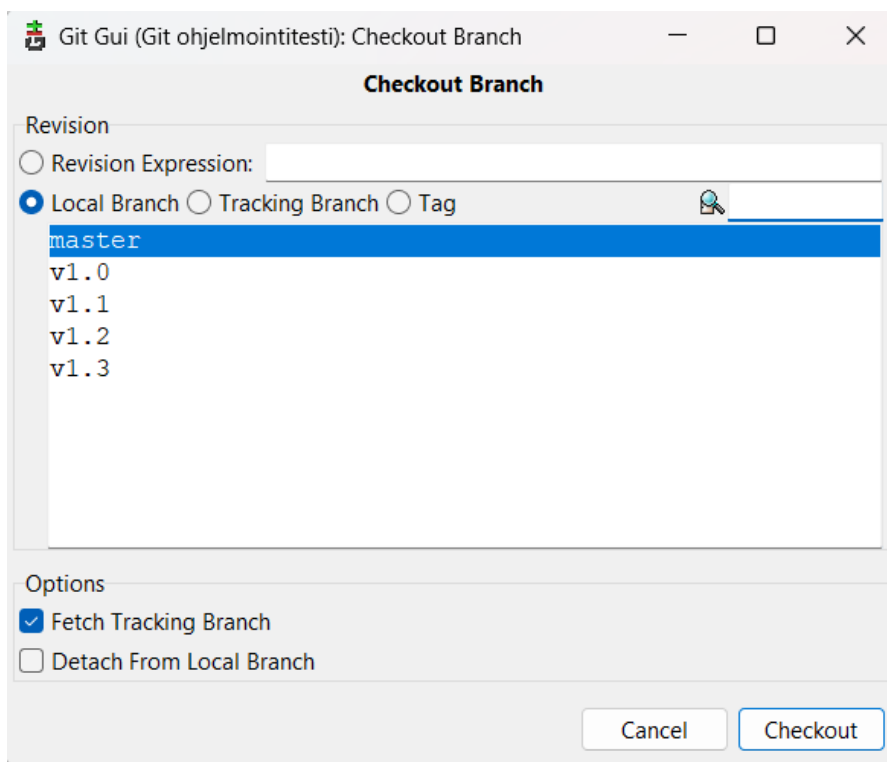 Git Gui (Git ohjelmointitesti): Checkout Branch
Checkout Branch
Revision
Revision Expression:
Local Branch Tracking Branch Tag
master
v1.0
v1.1
v1.2
v1.3
Options
Fetch Tracking Branch
Detach From Local Branch
Cancel Checkout